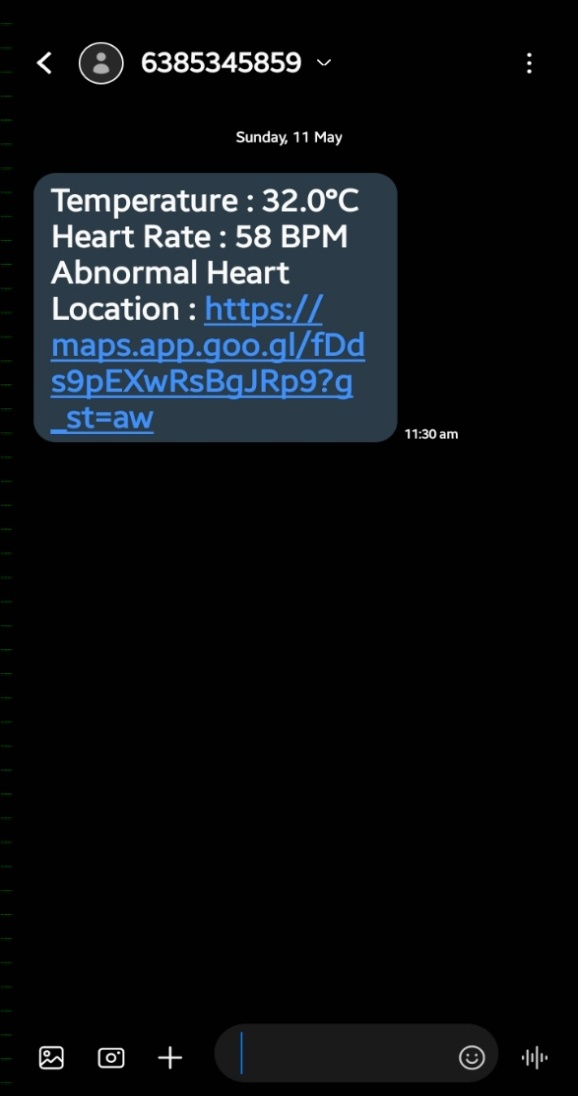 6385345859
Sunday, 11 May
Temperature : 32.0°C
Heart Rate : 58 BPM
Abnormal Heart
Location : https://
maps.app.goo.gl/fDd
s9pEXwRsBgJRp9?g
_st=aw
11:30 am